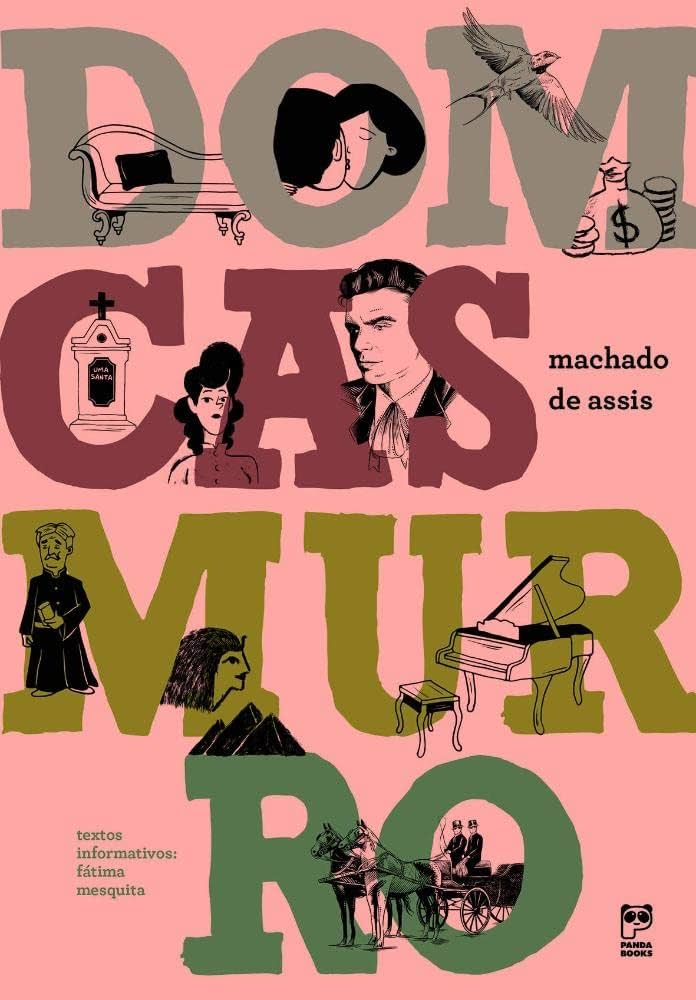 DOM
CAS
UMA
SANTA
machado
de assis
MUR
RO
$
textos
informativos:
fátima
mesquita
PANDA
BOOKS